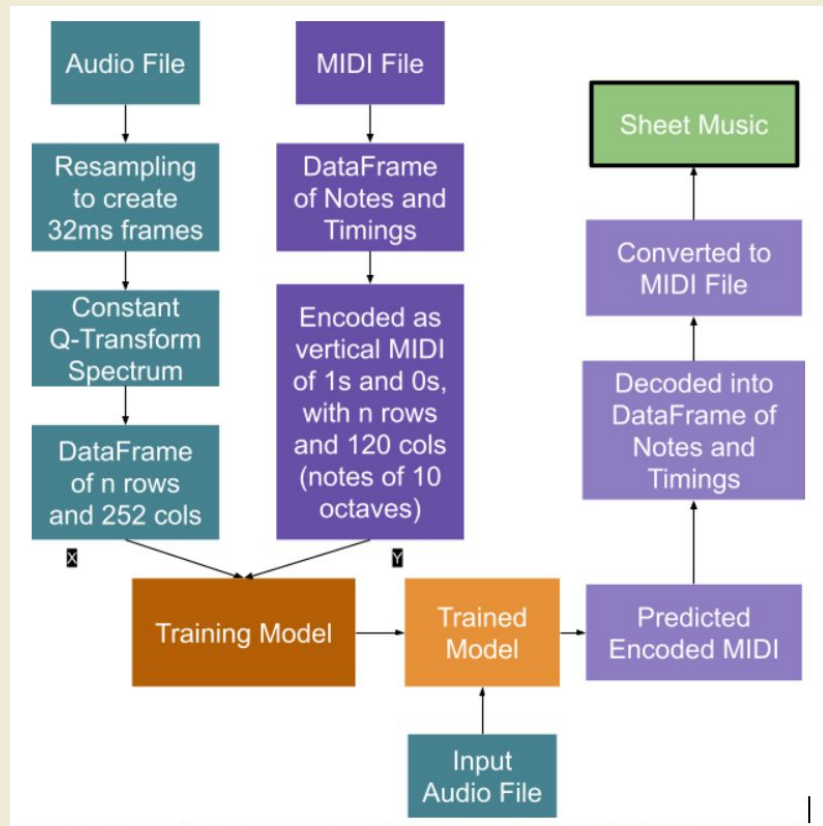 Audio File
Resampling
to create
32ms frames
Constant
Q-Transform
Spectrum
DataFrame
of n rows
and 252 cols
X
MIDI File
DataFrame
of Notes and
Timings
Encoded as
vertical MIDI
of 1s and 0s,
with n rows
and 120 cols
(notes of 10
octaves)
Y
Training Model
Trained
Model
Input
Audio File
Predicted
Encoded MIDI
Decoded into
DataFrame of
Notes and
Timings
Converted to
MIDI File
Sheet Music